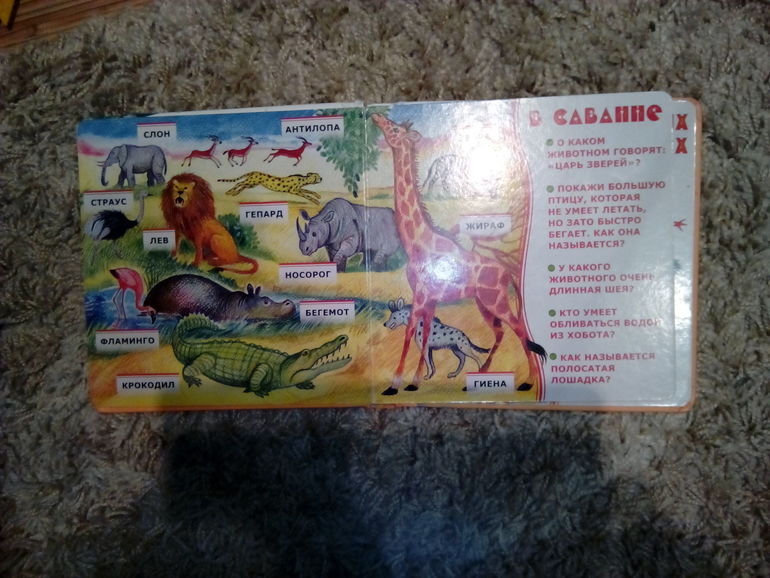 СЛОН
АНТИЛОПА
СТРАУС
ЛЕВ
ГЕПАРД
НОСОРОГ
ФЛАМИНГО
БЕГЕМОТ
КРОКОДИЛ
ЖИРАФ
ГИЕНА
В САВАННЕ
О КАКОМ
ЖИВОТНОМ ГОВОРЯТ:
«ЦАРЬ ЗВЕРЕЙ»?
ПОКАЖИ БОЛЬШУЮ
ПТИЦУ, КОТОРАЯ
НЕ УМЕЕТ ЛЕТАТЬ,
НО ЗАТО БЫСТРО
БЕГАЕТ. КАК ОНА
НАЗЫВАЕТСЯ?
У КАКОГО
ЖИВОТНОГО ОЧЕНЬ
ДЛИННАЯ ШЕЯ?
КТО УМЕЕТ
ОБЛИВАТЬСЯ ВОДОЙ
ИЗ ХОБОТА?
КАК НАЗЫВАЕТСЯ
ПОЛОСАТАЯ
ЛОШАДКА?